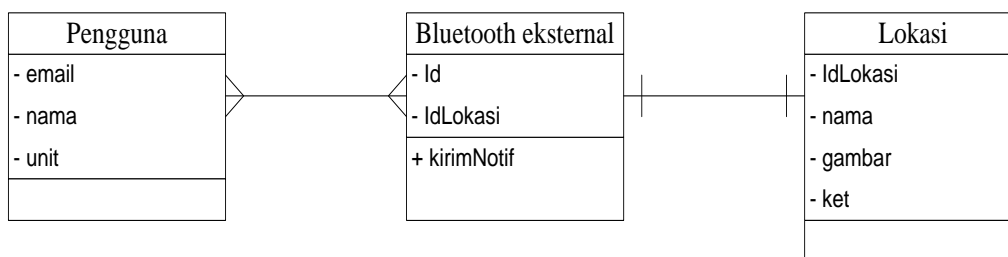 Pengguna
- email
- nama
- unit
Bluetooth eksternal
- Id
- IdLokasi
+ kirimNotif
Lokasi
- IdLokasi
- nama
- gambar
- ket